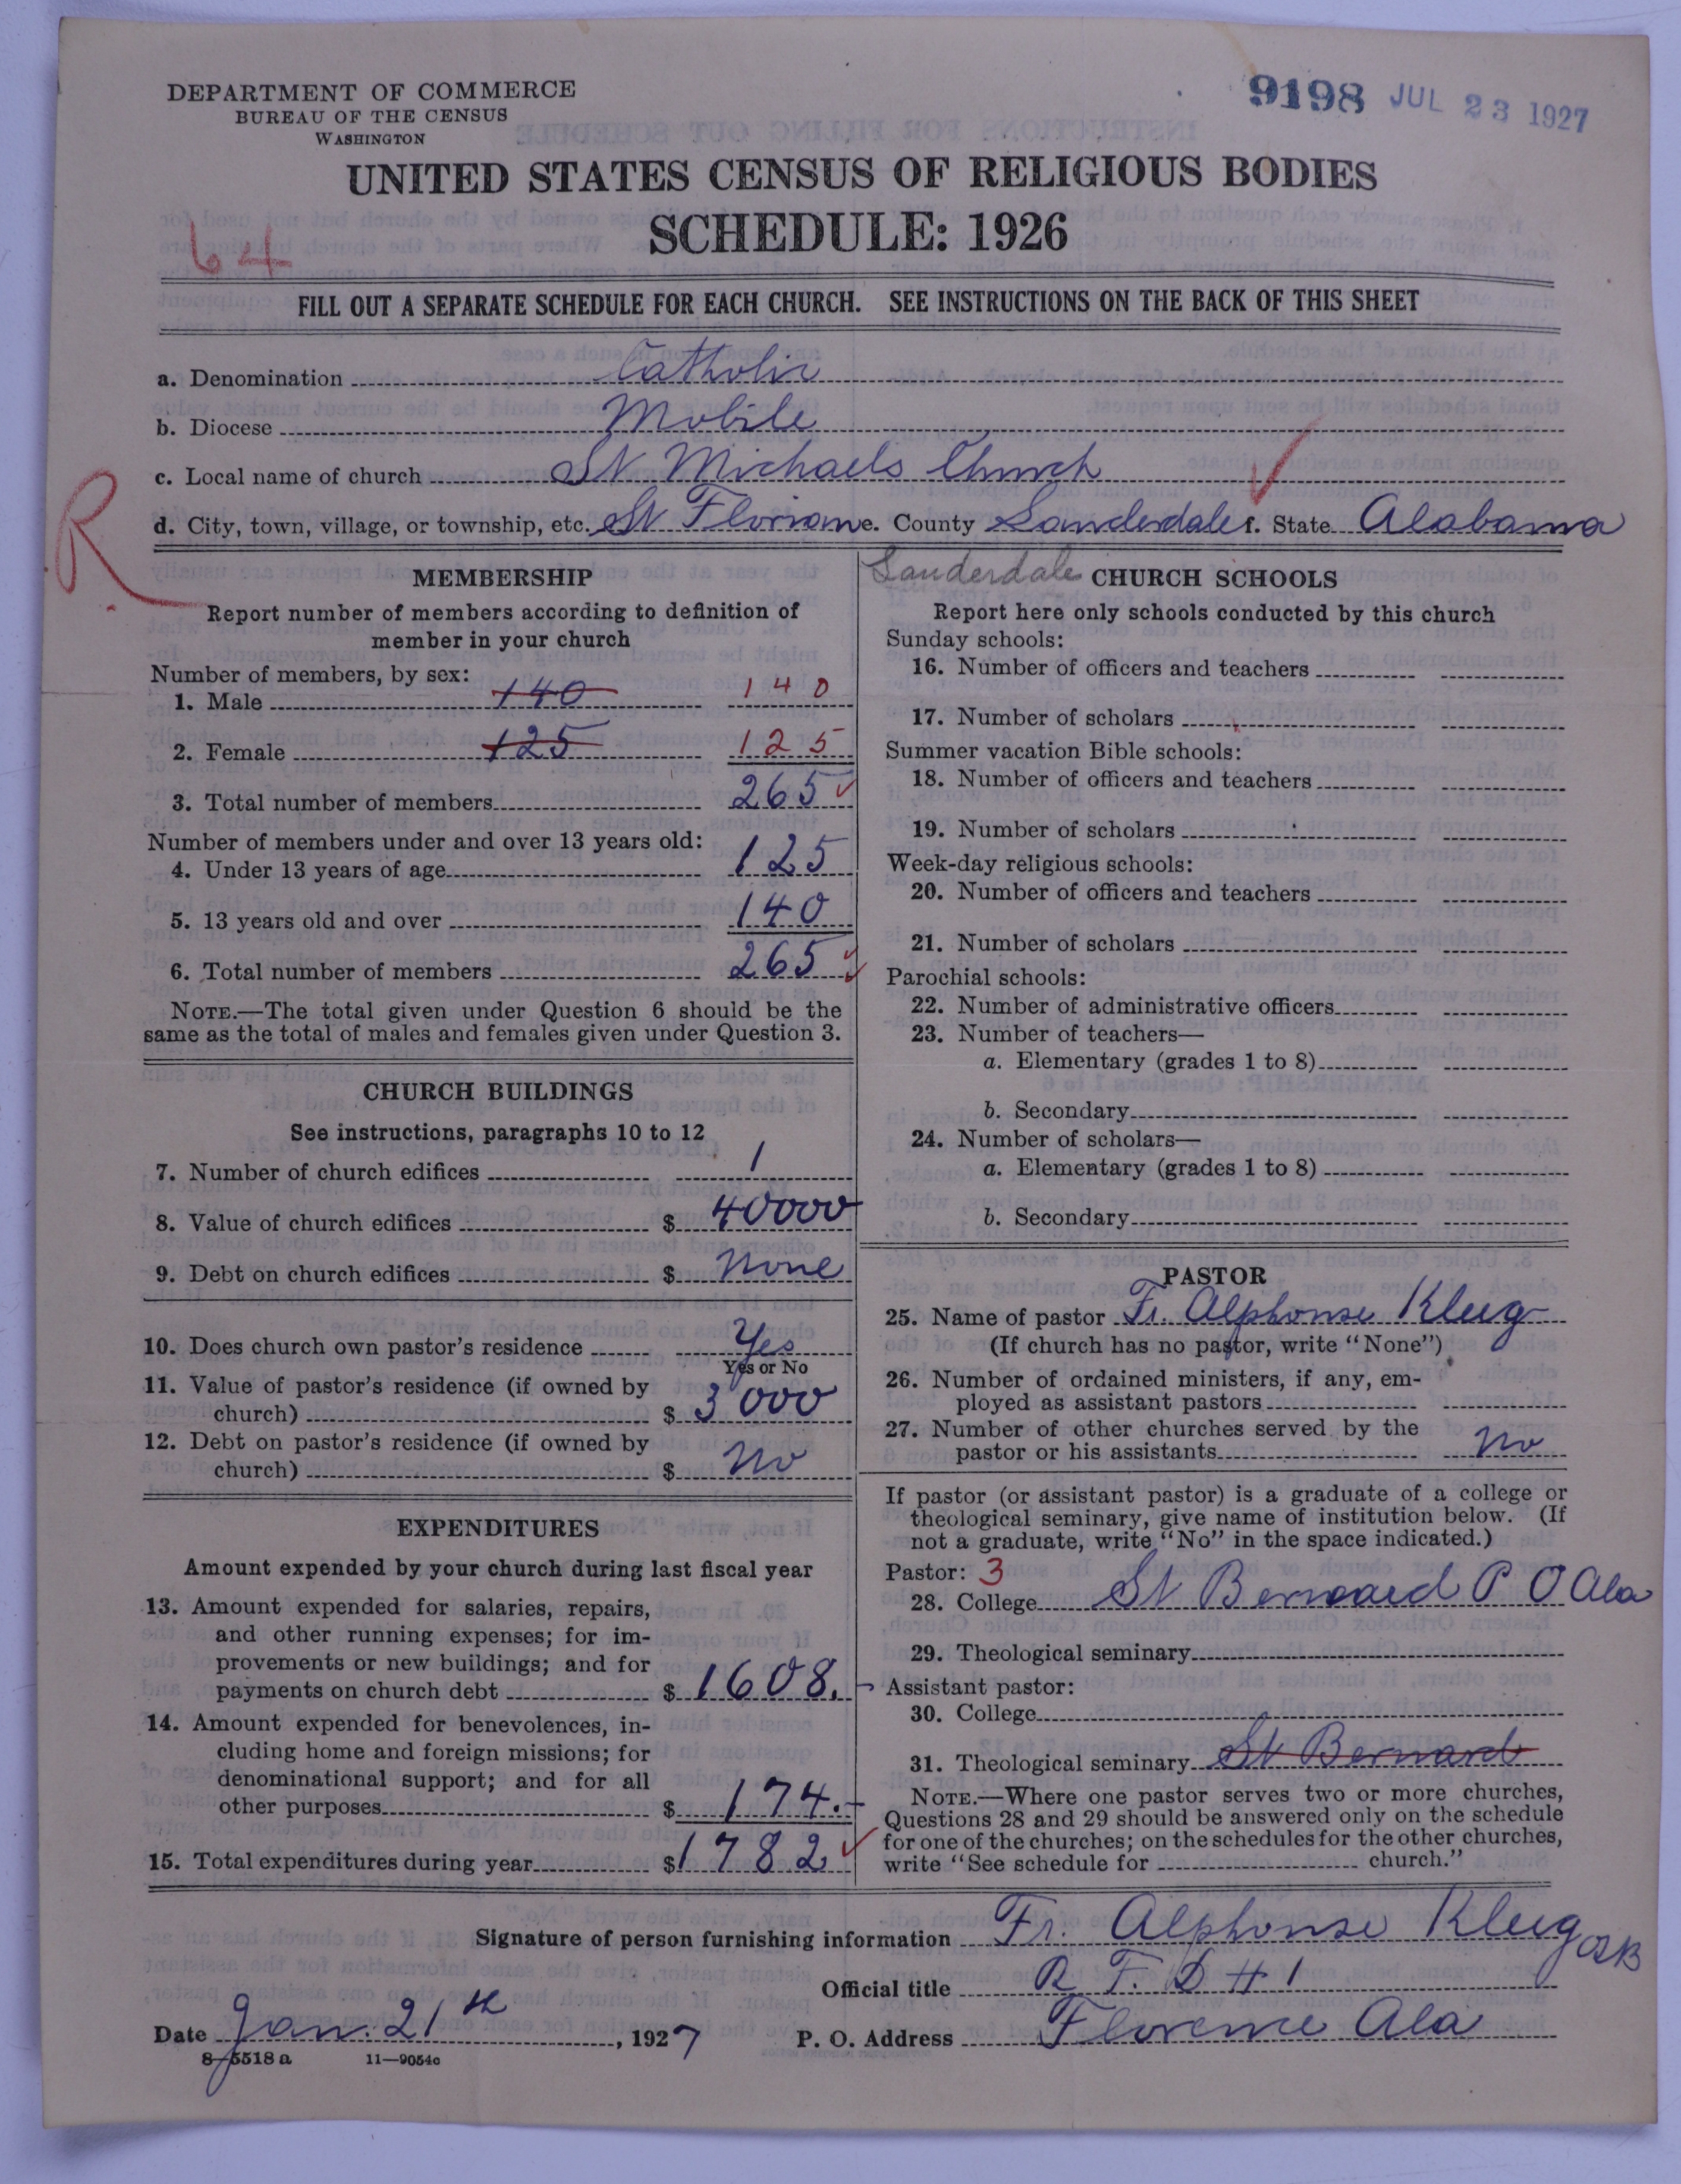 DEPARTMENT OF COMMERCE
BUREAU OF THE CENSUS
WASHINGTON
9198 JUL 23 1927
UNITED STATES CENSUS OF RELIGIOUS BODIES
SCHEDULE: 1926
64
FILL OUT A SEPARATE SCHEDULE FOR EACH CHURCH. SEE INSTRUCTIONS ON THE BACK OF THIS SHEET
a. Denomination Catholic
b. Diocese Mobile
c. Local name of church St Michaels Church
d. City, town, village, or township, etc. St Florian e. County Lauderdale f. State Alabama
R
MEMBERSHIP
Report number of members according to definition of
member in your church
Number of members, by sex:
1. Male 140 140
2. Female 125 125
3. Total number of members 265
Number of members under and over 13 years old:
4. Under 13 years of age 125
5. 13 years old and over 140
6. Total number of members 265
NOTE.—The total given under Question 6 should be the
same as the total of males and females given under Question 3.
CHURCH BUILDINGS
See instructions, paragraphs 10 to 12
7. Number of church edifices 1
8. Value of church edifices $ 40000
9. Debt on church edifices $ None
10. Does church own pastor's residence Yes
Yes or No
11. Value of pastor's residence (if owned by
church) $ 3000
12. Debt on pastor's residence (if owned by
church) $ No
EXPENDITURES
Amount expended by your church during last fiscal year
13. Amount expended for salaries, repairs,
and other running expenses; for im-
provements or new buildings; and for
payments on church debt $ 1608.-
14. Amount expended for benevolences, in-
cluding home and foreign missions; for
denominational support; and for all
other purposes $ 174.-
15. Total expenditures during year $ 1782
Lauderdale CHURCH SCHOOLS
Report here only schools conducted by this church
Sunday schools:
16. Number of officers and teachers
17. Number of scholars
Summer vacation Bible schools:
18. Number of officers and teachers
19. Number of scholars
Week-day religious schools:
20. Number of officers and teachers
21. Number of scholars
Parochial schools:
22. Number of administrative officers
23. Number of teachers—
a. Elementary (grades 1 to 8)
b. Secondary
24. Number of scholars—
a. Elementary (grades 1 to 8)
b. Secondary
PASTOR
25. Name of pastor Fr. Alphonse Klug
(If church has no pastor, write "None")
26. Number of ordained ministers, if any, em-
ployed as assistant pastors
27. Number of other churches served by the
pastor or his assistants No
If pastor (or assistant pastor) is a graduate of a college or
theological seminary, give name of institution below. (If
not a graduate, write "No" in the space indicated.)
Pastor: 3
28. College St Bernard P O Ala
29. Theological seminary
Assistant pastor:
30. College
31. Theological seminary St Bernard
NOTE.—Where one pastor serves two or more churches,
Questions 28 and 29 should be answered only on the schedule
for one of the churches; on the schedules for the other churches,
write "See schedule for church."
Signature of person furnishing information Fr. Alphonse Klug OSB
Official title R F D # 1
Date Jan. 21th, 1927 P. O. Address Florence Ala
8—5518 a 11—9054c